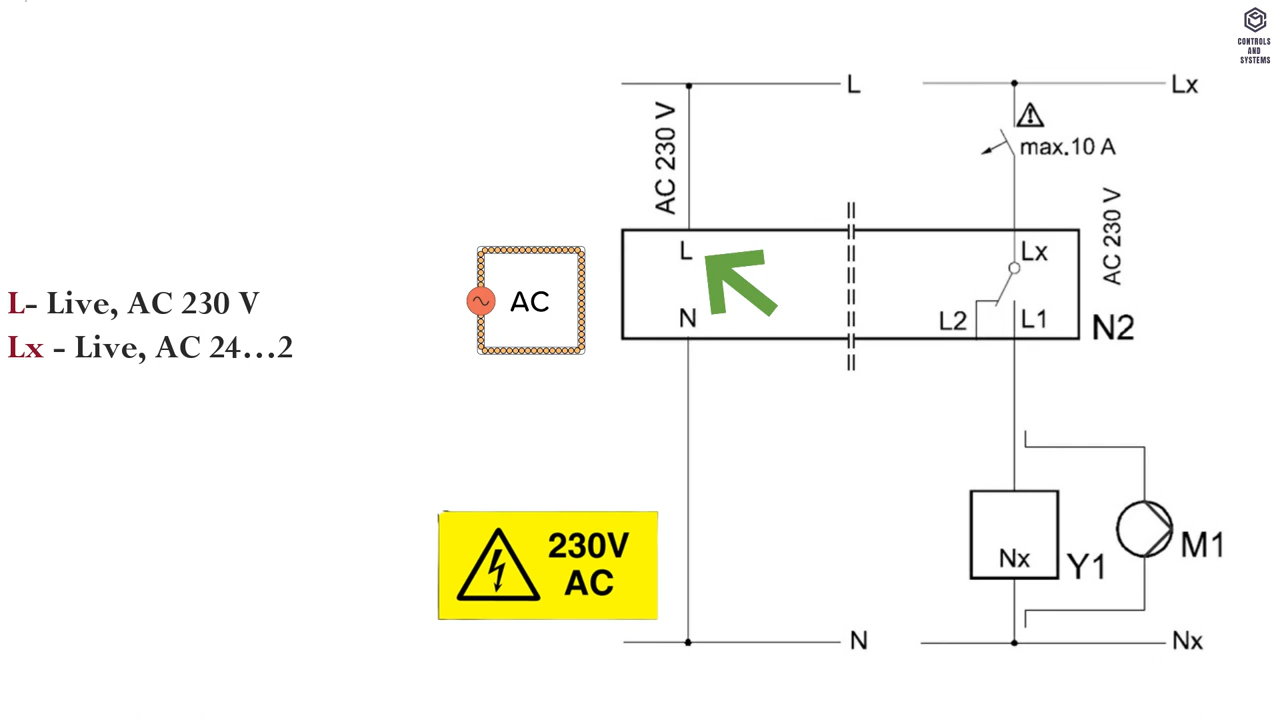 CONTROLS
AND
SYSTEMS
L- Live, AC 230 V
Lx - Live, AC 24...2
AC
230V
AC
L
AC 230 V
L
N
N
Lx
max.10 A
AC 230 V
Lx
L2
L1
N2
Nx
Y1
M1
Nx